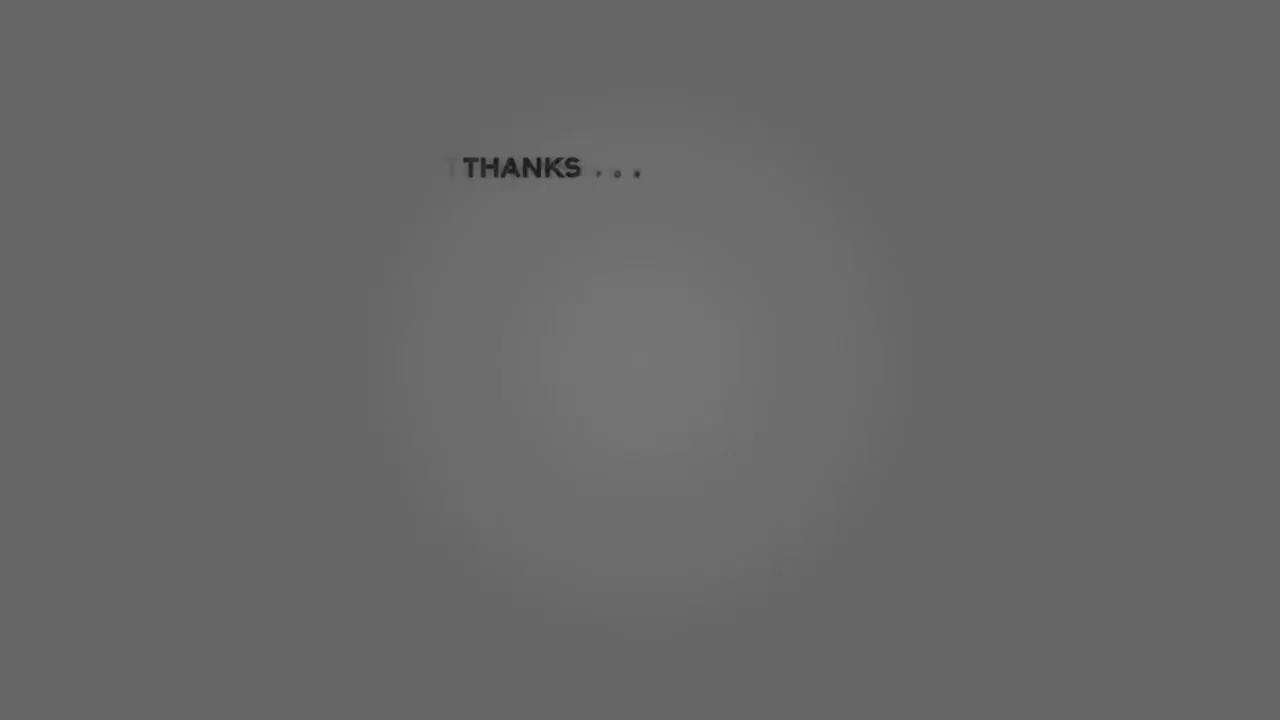 THANKS . . .